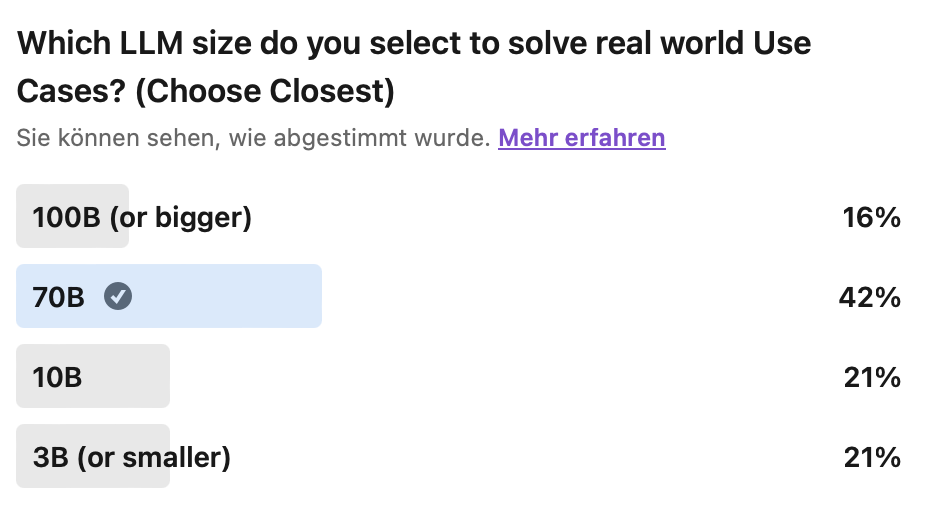 Which LLM size do you select to solve real world Use
Cases? (Choose Closest)
Sie können sehen, wie abgestimmt wurde. Mehr erfahren
100B (or bigger) 16%
70B 42%
10B 21%
3B (or smaller) 21%